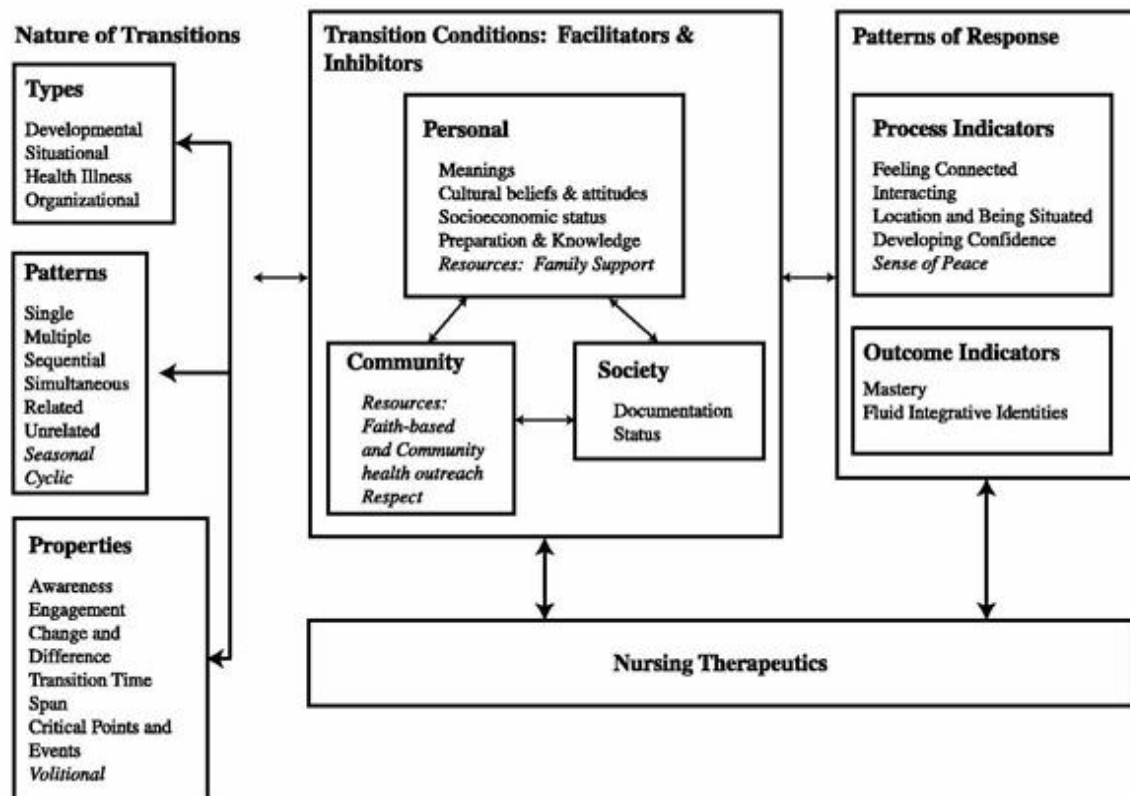 Nature of Transitions
Types
Developmental
Situational
Health Illness
Organizational
Patterns
Single
Multiple
Sequential
Simultaneous
Related
Unrelated
Seasonal
Cyclic
Properties
Awareness
Engagement
Change and
Difference
Transition Time
Span
Critical Points and
Events
Volitional
Transition Conditions: Facilitators &
Inhibitors
Personal
Meanings
Cultural beliefs & attitudes
Socioeconomic status
Preparation & Knowledge
Resources: Family Support
Community
Resources:
Faith-based
and Community
health outreach
Respect
Society
Documentation
Status
Patterns of Response
Process Indicators
Feeling Connected
Interacting
Location and Being Situated
Developing Confidence
Sense of Peace
Outcome Indicators
Mastery
Fluid Integrative Identities
Nursing Therapeutics